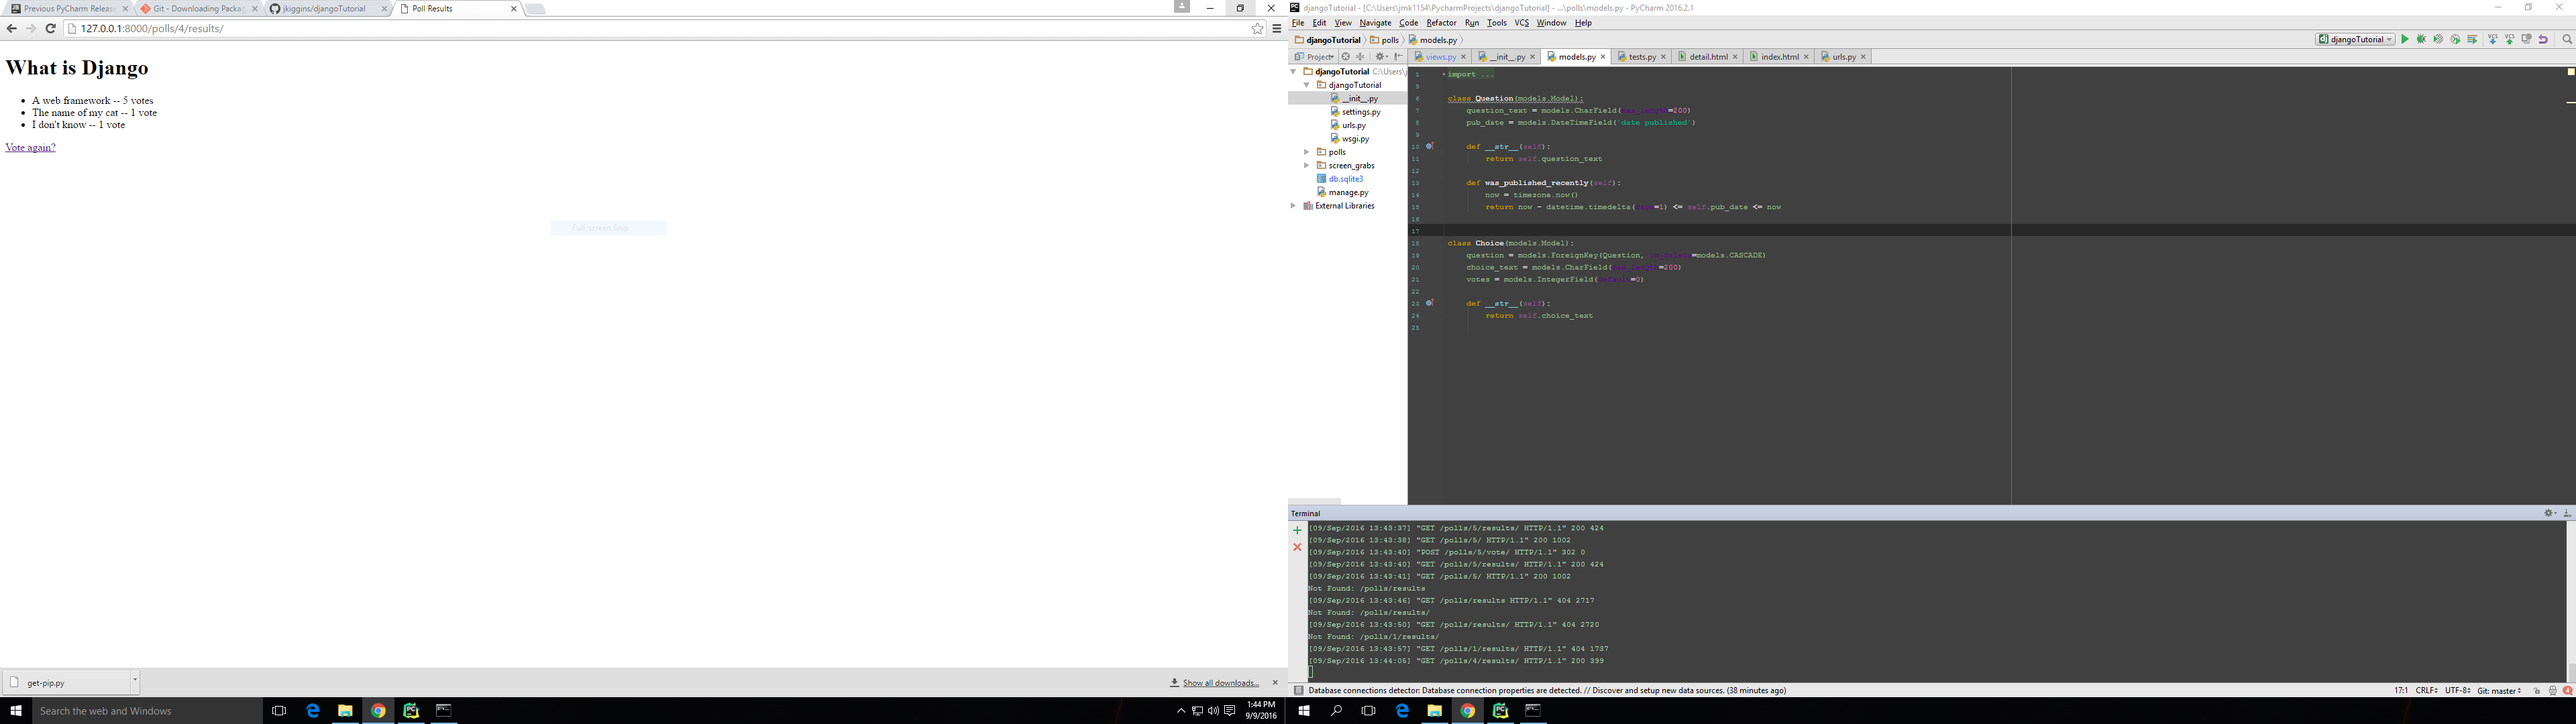 Previous PyCharm Release
Git - Downloading Packag
jkiggins/djangoTutorial
Poll Results
127.0.0.1:8000/polls/4/results/
What is Django
A web framework -- 5 votes
The name of my cat -- 1 vote
I don't know -- 1 vote
Vote again?
Full-screen Snip
get-pip.py
Show all downloads...
Search the web and Windows
1:44 PM
9/9/2016
djangoTutorial - [C:\Users\jmk1154\PycharmProjects\djangoTutorial] - ...\polls\models.py - PyCharm 2016.2.1
File Edit View Navigate Code Refactor Run Tools VCS Window Help
djangoTutorial polls models.py
djangoTutorial
VCS VCS
Project
views.py __init__.py models.py tests.py detail.html index.html urls.py
djangoTutorial C:\Users\j
djangoTutorial
__init__.py
settings.py
urls.py
wsgi.py
polls
screen_grabs
db.sqlite3
manage.py
External Libraries
1 import ...
5
6 class Question(models.Model):
7 question_text = models.CharField(max_length=200)
8 pub_date = models.DateTimeField('date published')
9
10 def __str__(self):
11 return self.question_text
12
13 def was_published_recently(self):
14 now = timezone.now()
15 return now - datetime.timedelta(days=1) <= self.pub_date <= now
16
17
18 class Choice(models.Model):
19 question = models.ForeignKey(Question, on_delete=models.CASCADE)
20 choice_text = models.CharField(max_length=200)
21 votes = models.IntegerField(default=0)
22
23 def __str__(self):
24 return self.choice_text
25
Terminal
[09/Sep/2016 13:43:37] "GET /polls/5/results/ HTTP/1.1" 200 424
[09/Sep/2016 13:43:38] "GET /polls/5/ HTTP/1.1" 200 1002
[09/Sep/2016 13:43:40] "POST /polls/5/vote/ HTTP/1.1" 302 0
[09/Sep/2016 13:43:40] "GET /polls/5/results/ HTTP/1.1" 200 424
[09/Sep/2016 13:43:41] "GET /polls/5/ HTTP/1.1" 200 1002
Not Found: /polls/results
[09/Sep/2016 13:43:46] "GET /polls/results HTTP/1.1" 404 2717
Not Found: /polls/results/
[09/Sep/2016 13:43:50] "GET /polls/results/ HTTP/1.1" 404 2720
Not Found: /polls/1/results/
[09/Sep/2016 13:43:57] "GET /polls/1/results/ HTTP/1.1" 404 1737
[09/Sep/2016 13:44:05] "GET /polls/4/results/ HTTP/1.1" 200 399
Database connections detector: Database connection properties are detected. // Discover and setup new data sources. (38 minutes ago)
17:1 CRLF UTF-8 Git: master